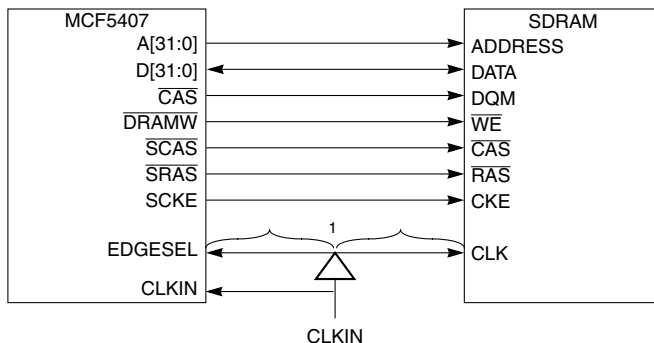 MCF5407 SDRAM
A[31:0] ADDRESS
D[31:0] DATA
CAS DQM
DRAMW WE
SCAS CAS
SRAS RAS
SCKE CKE
1
EDGESEL CLK
CLKIN
CLKIN